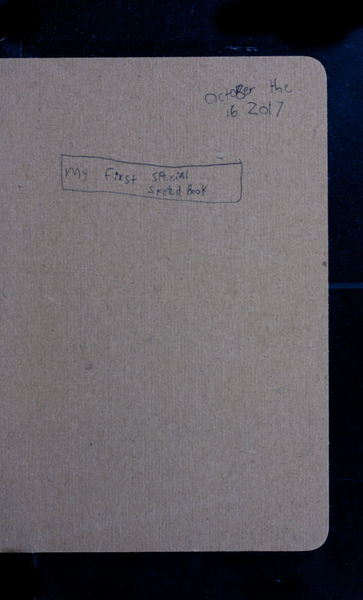 October the
16 2017
My First special
sketch Book